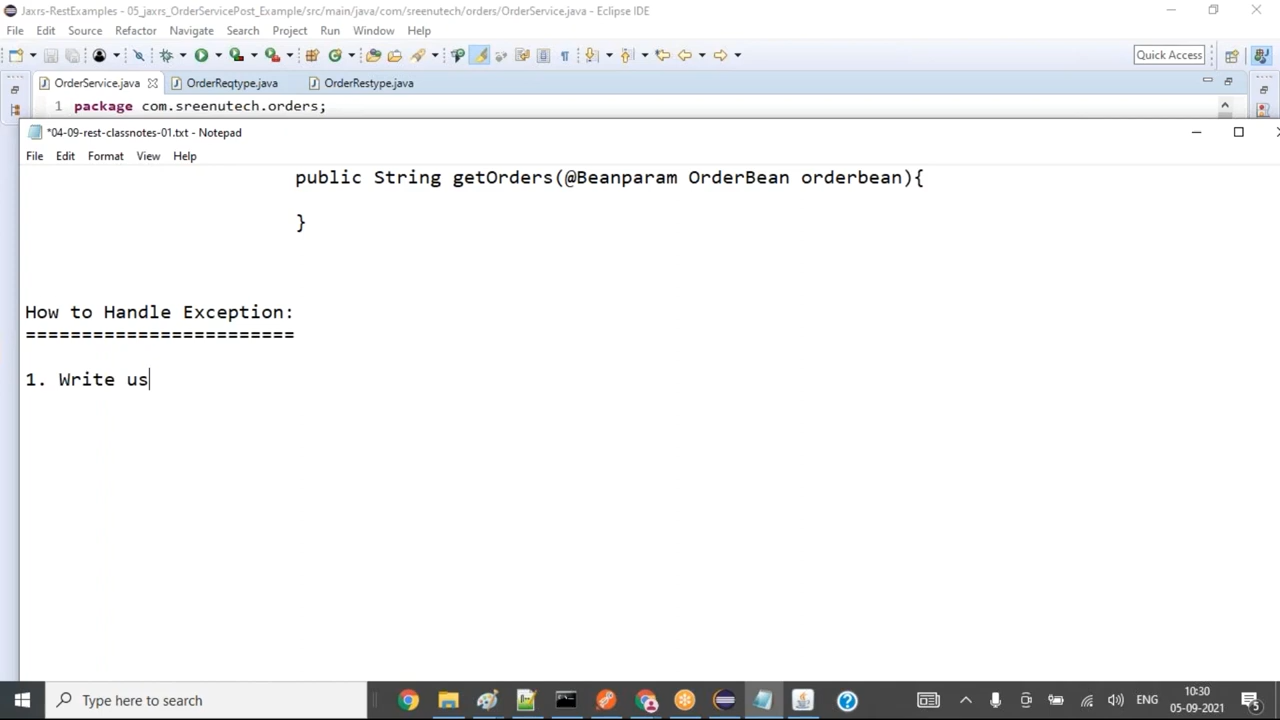 Jaxrs-RestExamples - 05_jaxrs_OrderServicePost_Example/src/main/java/com/sreenutech/orders/OrderService.java - Eclipse IDE
File Edit Source Refactor Navigate Search Project Run Window Help
Quick Access
OrderService.java OrderReqtype.java OrderRestype.java
1 package com.sreenutech.orders;
*04-09-rest-classnotes-01.txt - Notepad
File Edit Format View Help
public String getOrders(@Beanparam OrderBean orderbean){
}
How to Handle Exception:
========================
1. Write us
Type here to search
ENG
10:30
05-09-2021
5